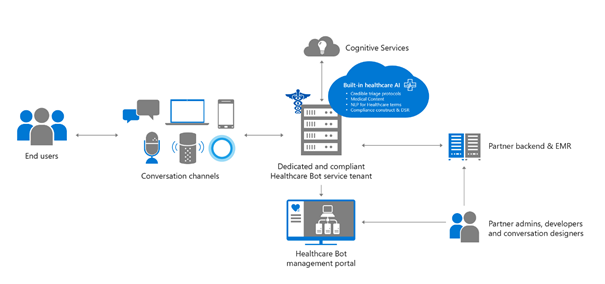 Cognitive Services
Built-in healthcare AI
• Credible triage protocols
• Medical Content
• NLP for Healthcare terms
• Compliance construct & DSR
End users
Conversation channels
Dedicated and compliant
Healthcare Bot service tenant
Partner backend & EMR
Partner admins, developers
and conversation designers
Healthcare Bot
management portal